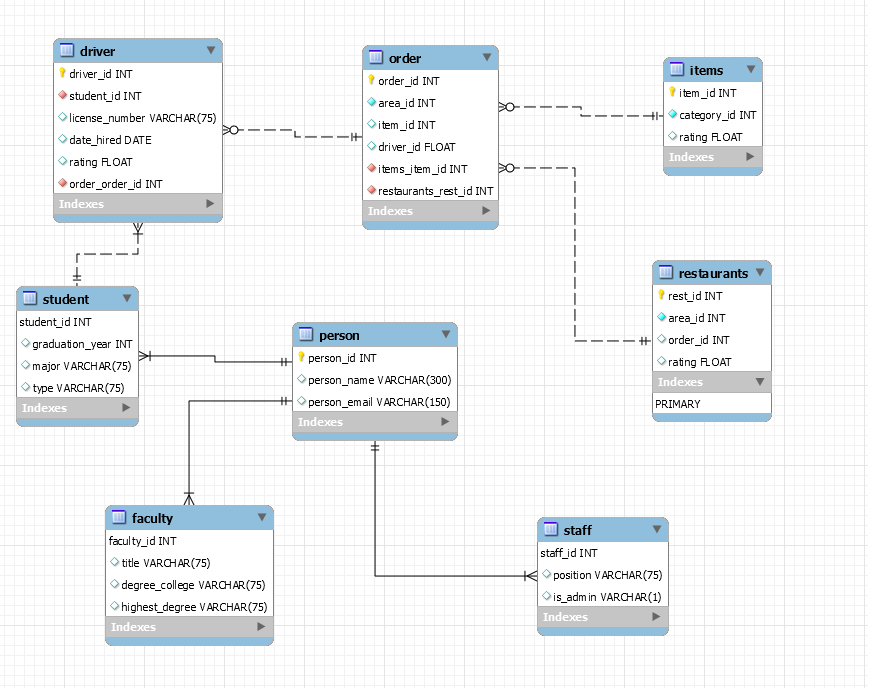 driver
driver_id INT
student_id INT
license_number VARCHAR(75)
date_hired DATE
rating FLOAT
order_order_id INT
Indexes
order
order_id INT
area_id INT
item_id INT
driver_id FLOAT
items_item_id INT
restaurants_rest_id INT
Indexes
items
item_id INT
category_id INT
rating FLOAT
Indexes
restaurants
rest_id INT
area_id INT
order_id INT
rating FLOAT
Indexes
PRIMARY
student
student_id INT
graduation_year INT
major VARCHAR(75)
type VARCHAR(75)
Indexes
person
person_id INT
person_name VARCHAR(300)
person_email VARCHAR(150)
Indexes
faculty
faculty_id INT
title VARCHAR(75)
degree_college VARCHAR(75)
highest_degree VARCHAR(75)
Indexes
staff
staff_id INT
position VARCHAR(75)
is_admin VARCHAR(1)
Indexes